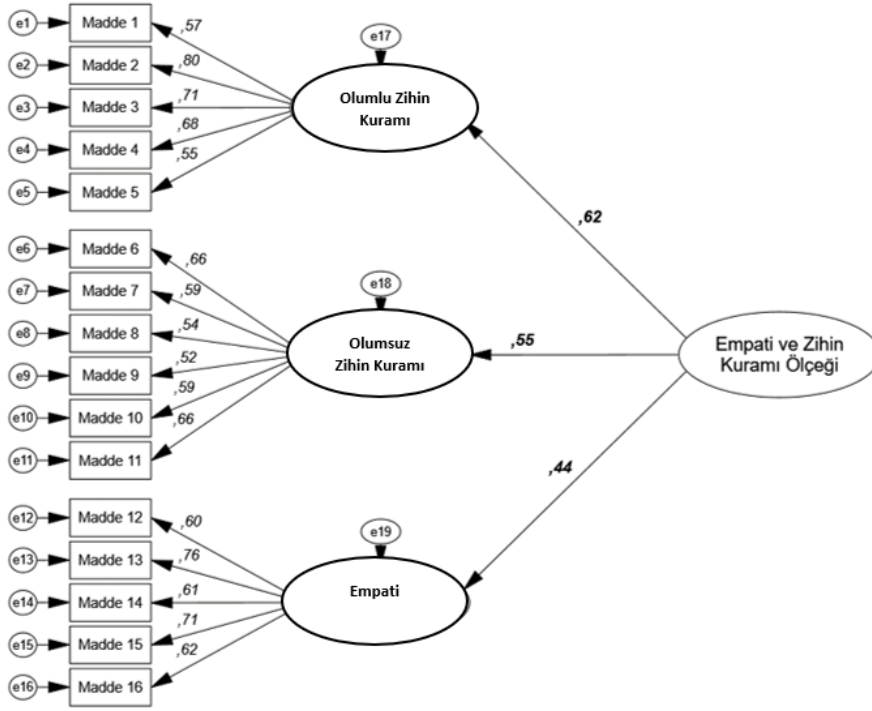 e1
Madde 1
,57
e2
Madde 2
,80
e3
Madde 3
,71
e4
Madde 4
,68
e5
Madde 5
,55
e17
Olumlu Zihin
Kuramı
,62
e6
Madde 6
,66
e7
Madde 7
,59
e8
Madde 8
,54
e9
Madde 9
,52
e10
Madde 10
,59
e11
Madde 11
,66
e18
Olumsuz
Zihin Kuramı
,55
Empati ve Zihin
Kuramı Ölçeği
,44
e12
Madde 12
,60
e13
Madde 13
,76
e14
Madde 14
,61
e15
Madde 15
,71
e16
Madde 16
,62
e19
Empati